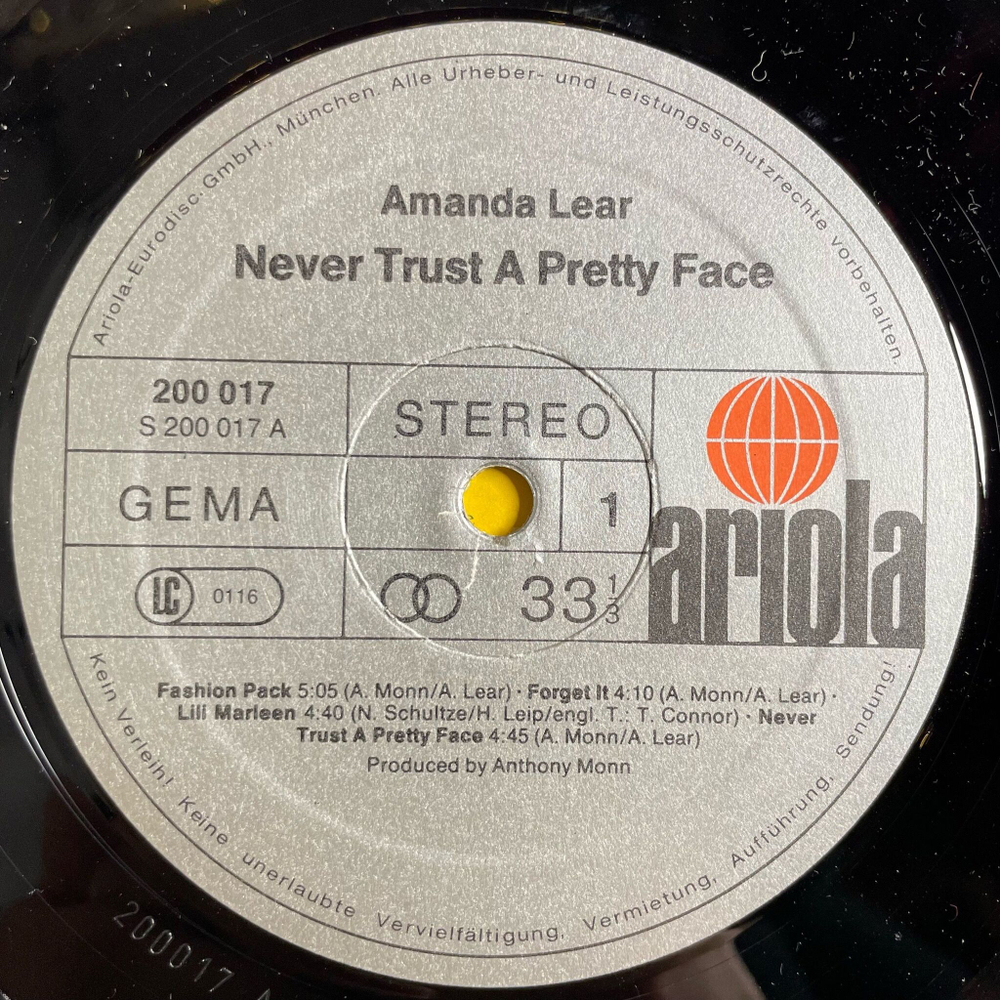 Ariola-Eurodisc. GmbH., München. Alle Urheber- und Leistungsschutzrechte vorbehalten.
Amanda Lear
Never Trust A Pretty Face
200 017
S 200 017 A
STEREO
GEMA
1
LC 0116
33 1/3
ariola
Fashion Pack 5:05 (A. Monn/A. Lear) · Forget It 4:10 (A. Monn/A. Lear) ·
Lili Marleen 4:40 (N. Schultze/H. Leip/engl. T.: T. Connor) · Never
Trust A Pretty Face 4:45 (A. Monn/A. Lear)
Produced by Anthony Monn
Kein Verleih! Keine unerlaubte Vervielfältigung, Vermietung, Aufführung, Sendung!
200017 A